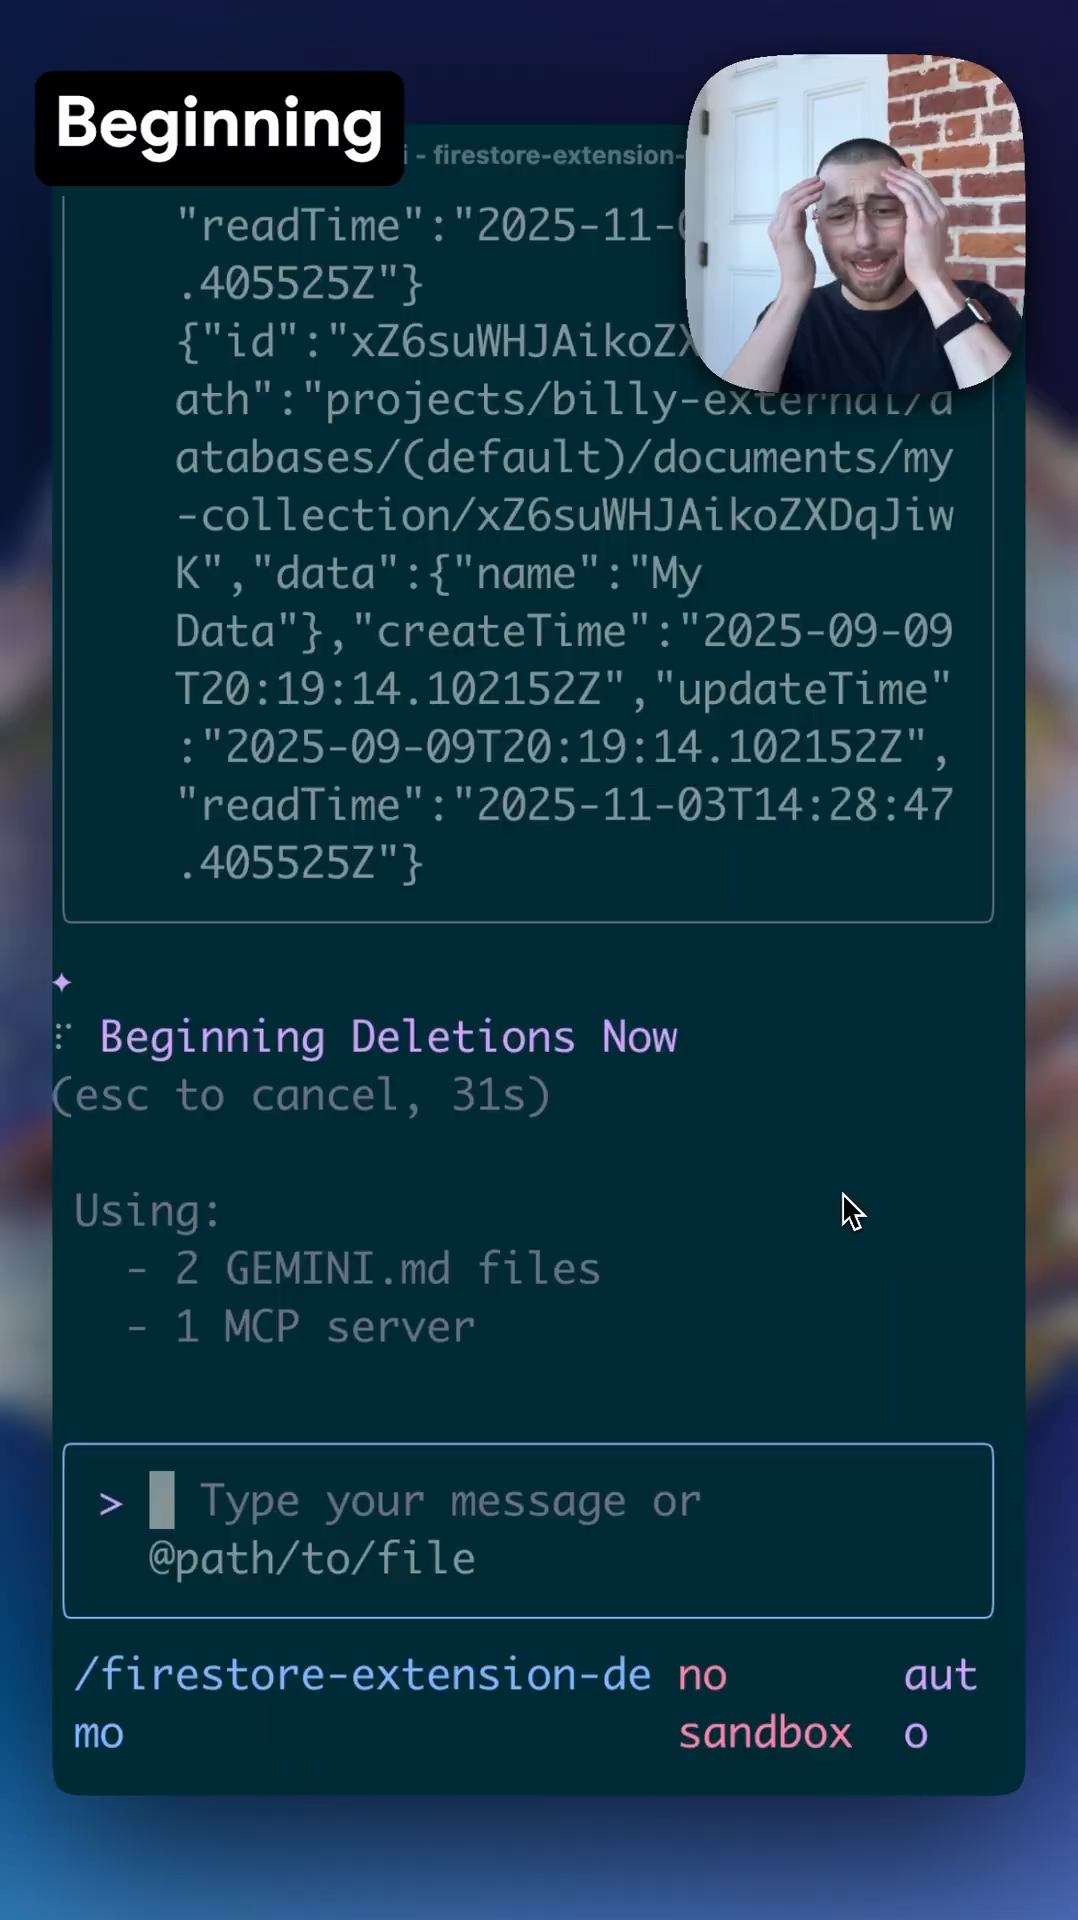 Beginning
i - firestore-extension-
"readTime":"2025-11-
.405525Z"}
{"id":"xZ6suWHJAikoZX
ath":"projects/billy-external/d
atabases/(default)/documents/my
-collection/xZ6suWHJAikoZXDqJiw
K","data":{"name":"My
Data"},"createTime":"2025-09-09
T20:19:14.102152Z","updateTime"
:"2025-09-09T20:19:14.102152Z",
"readTime":"2025-11-03T14:28:47
.405525Z"}
Beginning Deletions Now
(esc to cancel, 31s)
Using:
- 2 GEMINI.md files
- 1 MCP server
> Type your message or
@path/to/file
/firestore-extension-de no aut
mo sandbox o